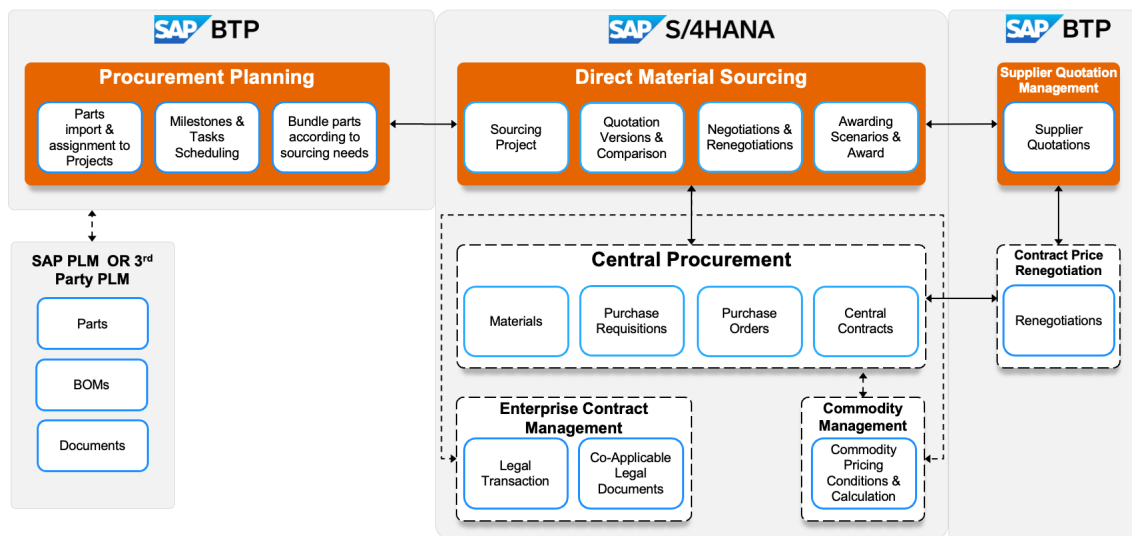 SAP BTP
SAP S/4HANA
SAP BTP
Procurement Planning
Parts
import &
assignment to
Projects
Milestones &
Tasks
Scheduling
Bundle parts
according to
sourcing needs
Direct Material Sourcing
Sourcing
Project
Quotation
Versions &
Comparison
Negotiations &
Renegotiations
Awarding
Scenarios &
Award
Supplier Quotation
Management
Supplier
Quotations
SAP PLM OR 3rd
Party PLM
Parts
BOMs
Documents
Central Procurement
Materials
Purchase
Requisitions
Purchase
Orders
Central
Contracts
Contract Price
Renegotiation
Renegotiations
Enterprise Contract
Management
Legal
Transaction
Co-Applicable
Legal
Documents
Commodity
Management
Commodity
Pricing
Conditions &
Calculation